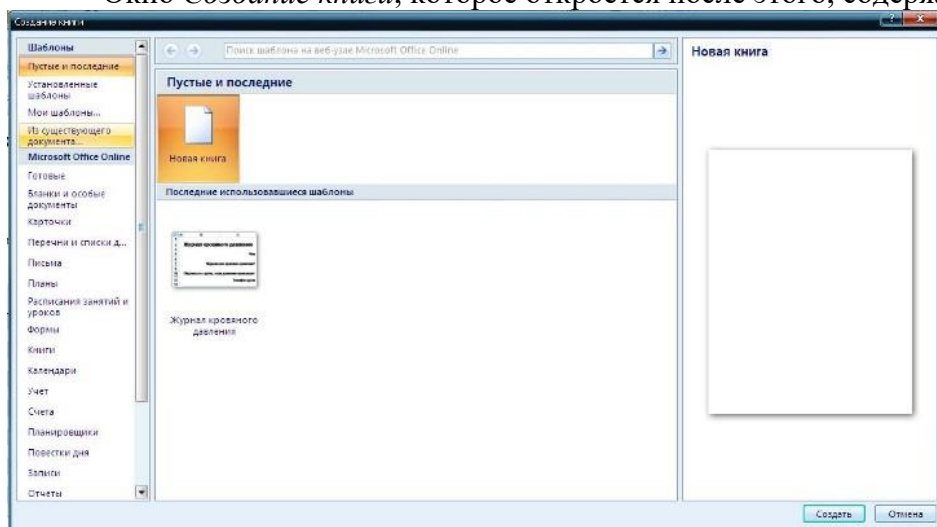 Окно Создание книги, которое откроется после этого, содерж
Создание книги
Шаблоны
Пустые и последние
Установленные
шаблоны
Мои шаблоны...
Из существующего
документа...
Microsoft Office Online
Готовые
Бланки и особые
документы
Карточки
Перечни и списки д...
Письма
Планы
Расписания занятий и
уроков
Формы
Книги
Календари
Учет
Счета
Планировщики
Повестки дня
Записи
Отчеты
Поиск шаблона на веб-узле Microsoft Office Online
Пустые и последние
Новая книга
Последние использовавшиеся шаблоны
Журнал кровяного давления
Журнал кровяного
давления
Новая книга
Создать
Отмена